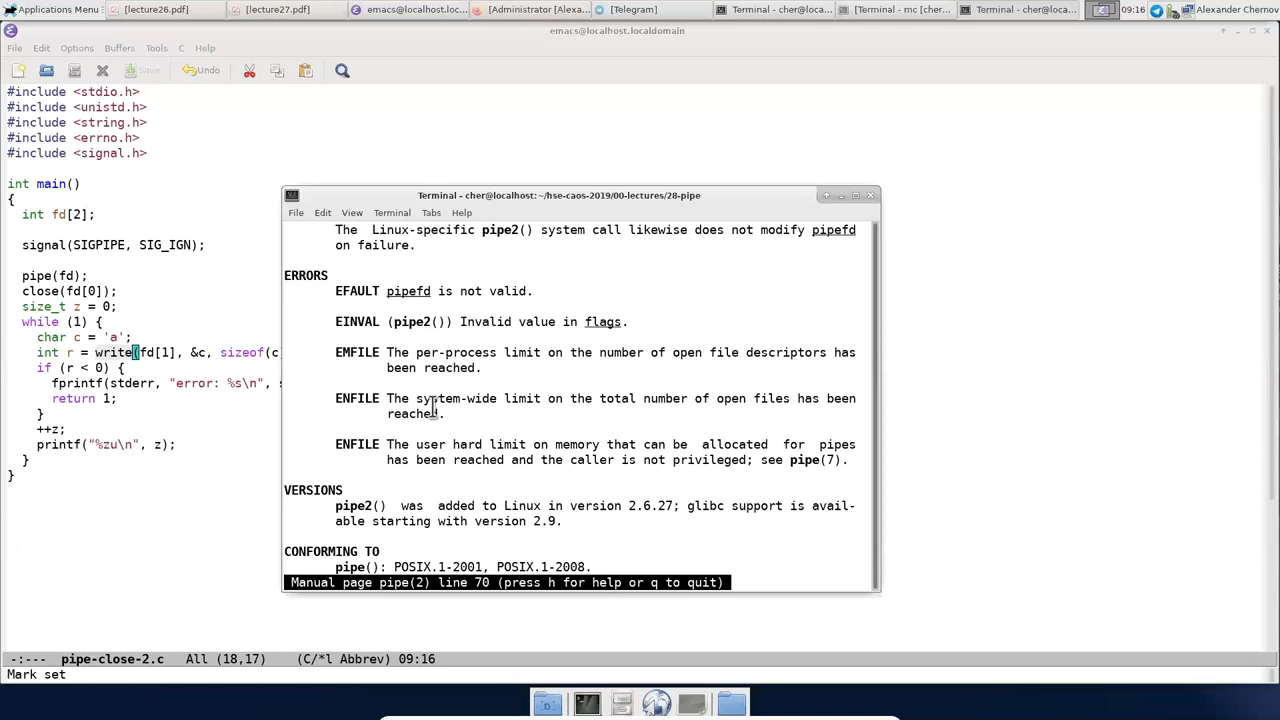 Applications Menu
[lecture26.pdf]
[lecture27.pdf]
emacs@localhost.lo...
[Administrator [Alexa...
[Telegram]
Terminal - cher@loca...
[Terminal - mc [cher...
Terminal - cher@loca...
09:16
Alexander Chernov
emacs@localhost.localdomain
File Edit Options Buffers Tools C Help
Save
Undo
#include <stdio.h>
#include <unistd.h>
#include <string.h>
#include <errno.h>
#include <signal.h>
int main()
{
int fd[2];
signal(SIGPIPE, SIG_IGN);
pipe(fd);
close(fd[0]);
size_t z = 0;
while (1) {
char c = 'a';
int r = write(fd[1], &c, sizeof(c)
if (r < 0) {
fprintf(stderr, "error: %s\n", s
return 1;
}
++z;
printf("%zu\n", z);
}
}
Terminal - cher@localhost:~/hse-caos-2019/00-lectures/28-pipe
File Edit View Terminal Tabs Help
The Linux-specific pipe2() system call likewise does not modify pipefd
on failure.
ERRORS
EFAULT pipefd is not valid.
EINVAL (pipe2()) Invalid value in flags.
EMFILE The per-process limit on the number of open file descriptors has
been reached.
ENFILE The system-wide limit on the total number of open files has been
reached.
ENFILE The user hard limit on memory that can be allocated for pipes
has been reached and the caller is not privileged; see pipe(7).
VERSIONS
pipe2() was added to Linux in version 2.6.27; glibc support is avail-
able starting with version 2.9.
CONFORMING TO
pipe(): POSIX.1-2001, POSIX.1-2008.
Manual page pipe(2) line 70 (press h for help or q to quit)
-:--- pipe-close-2.c All (18,17) (C/*l Abbrev) 09:16
Mark set